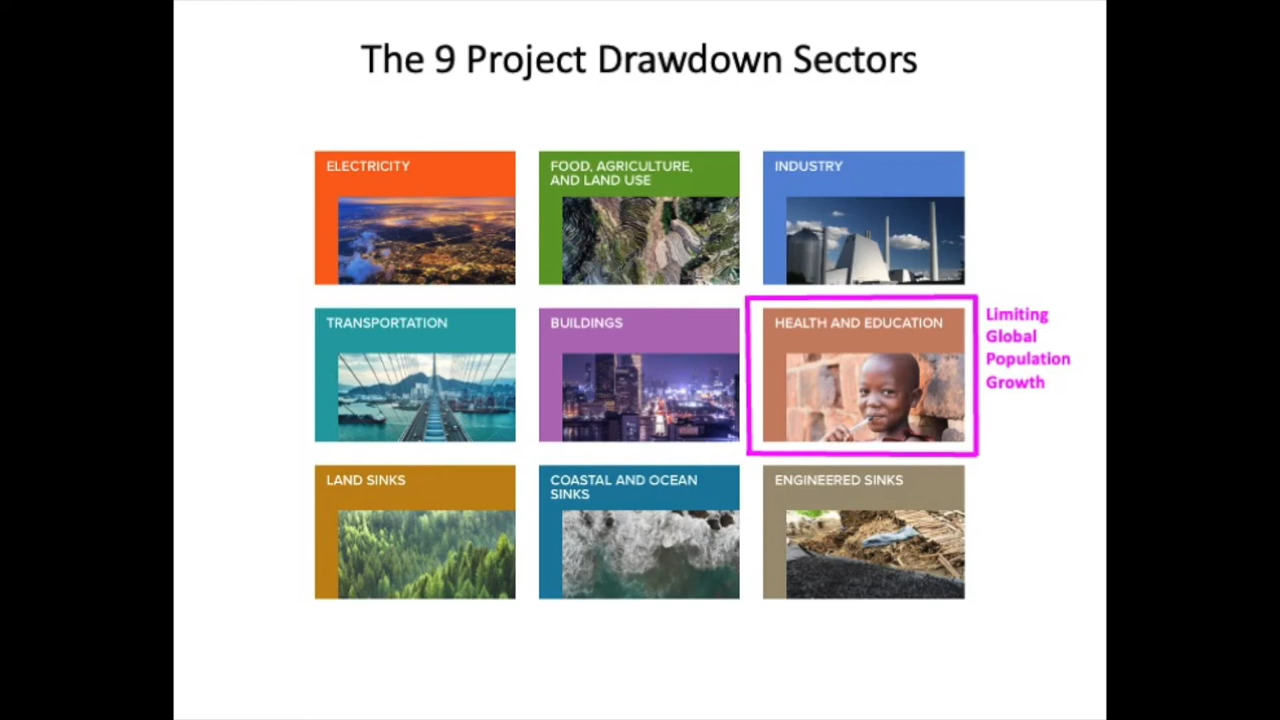 The 9 Project Drawdown Sectors
ELECTRICITY
FOOD, AGRICULTURE,
AND LAND USE
INDUSTRY
TRANSPORTATION
BUILDINGS
HEALTH AND EDUCATION
Limiting
Global
Population
Growth
LAND SINKS
COASTAL AND OCEAN
SINKS
ENGINEERED SINKS